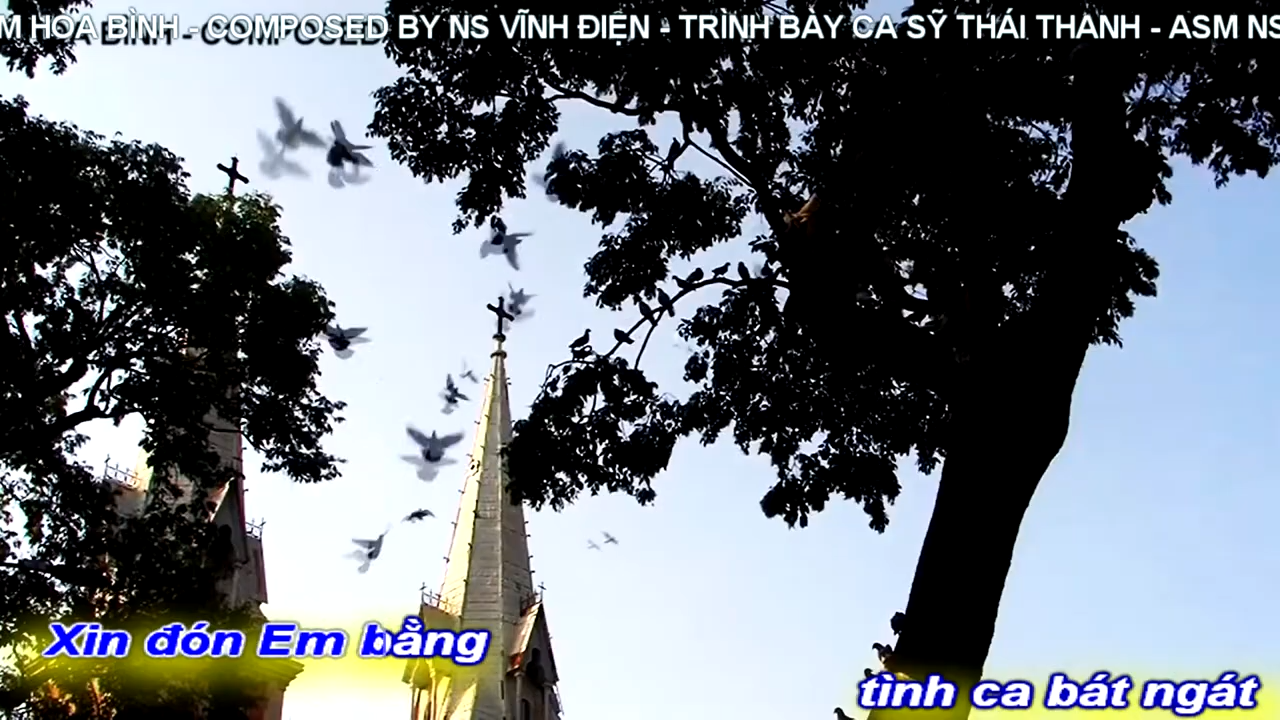 M HOA BÌNH - COMPOSED BY NS VĨNH ĐIỆN - TRÌNH BÀY CA SỸ THÁI THANH - ASM NS
Xin đón Em bằng
tình ca bát ngát